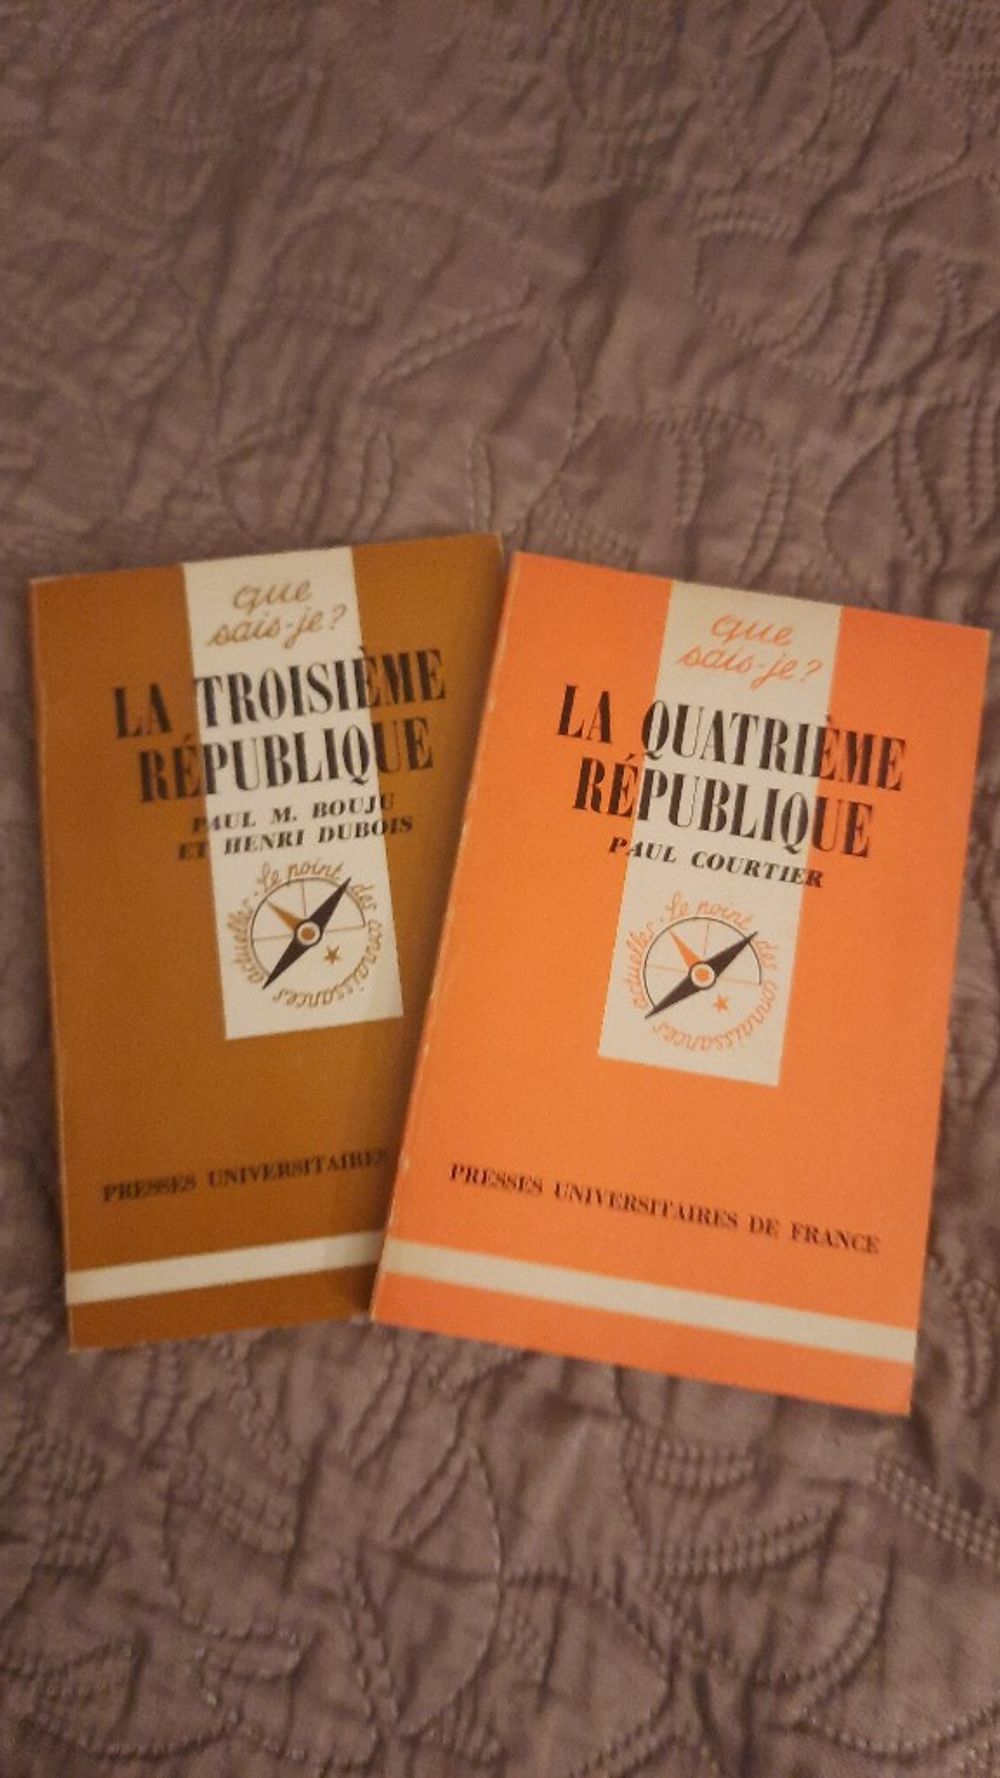 que
sais-je?
LA TROISIÈME
RÉPUBLIQUE
PAUL M. BOUJU
ET HENRI DUBOIS
le point des connaissances actuelles
PRESSES UNIVERSITAIRES
que
sais-je?
LA QUATRIÈME
RÉPUBLIQUE
PAUL COURTIER
le point des connaissances actuelles
PRESSES UNIVERSITAIRES DE FRANCE